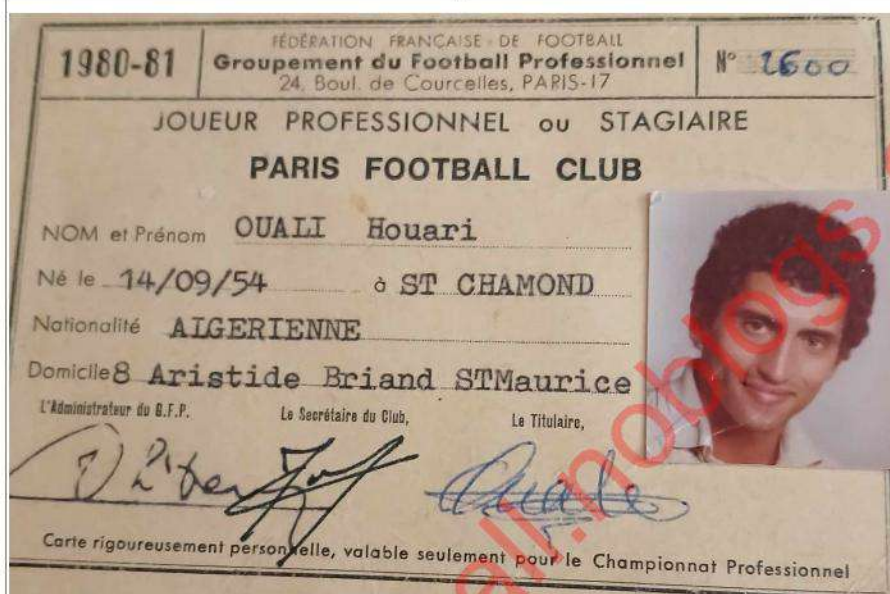 1980-81
FÉDÉRATION FRANÇAISE DE FOOTBALL
Groupement du Football Professionnel
24, Boul. de Courcelles, PARIS-17
N° 1600
JOUEUR PROFESSIONNEL ou STAGIAIRE
PARIS FOOTBALL CLUB
NOM et Prénom OUALI Houari
Né le 14/09/54 à ST CHAMOND
Nationalité ALGERIENNE
Domicile 8 Aristide Briand STMaurice
L'Administrateur du G.F.P. Le Secrétaire du Club, Le Titulaire,
Carte rigoureusement personnelle, valable seulement pour le Championnat Professionnel
ali.noblogs